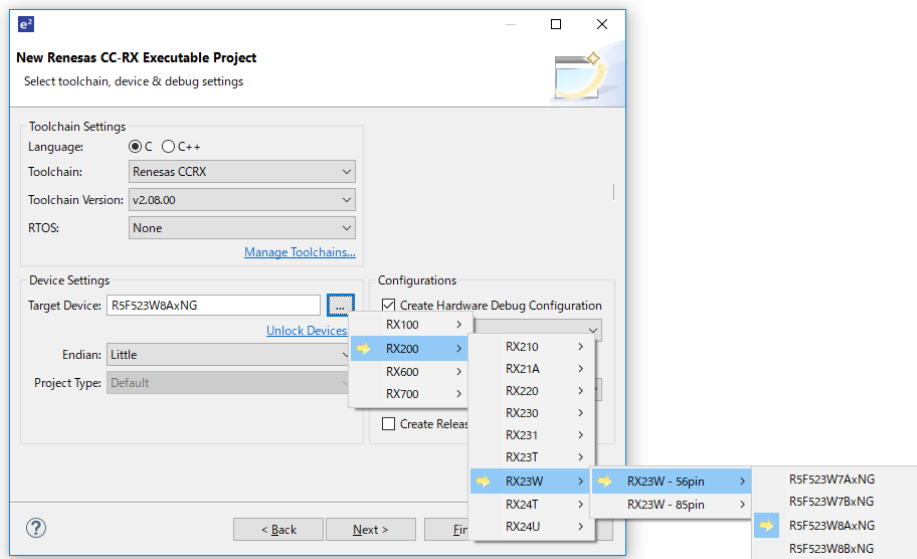 e²
New Renesas CC-RX Executable Project
Select toolchain, device & debug settings
Toolchain Settings
Language: C C++
Toolchain: Renesas CCRX
Toolchain Version: v2.08.00
RTOS: None
Manage Toolchains...
Device Settings
Target Device: R5F523W8AxNG ...
Unlock Devices
Endian: Little
Project Type: Default
Configurations
Create Hardware Debug Configuration
Create Releas
RX100
RX200
RX600
RX700
RX210
RX21A
RX220
RX230
RX231
RX23T
RX23W
RX24T
RX24U
RX23W - 56pin
RX23W - 85pin
R5F523W7AxNG
R5F523W7BxNG
R5F523W8AxNG
R5F523W8BxNG
?
< Back
Next >